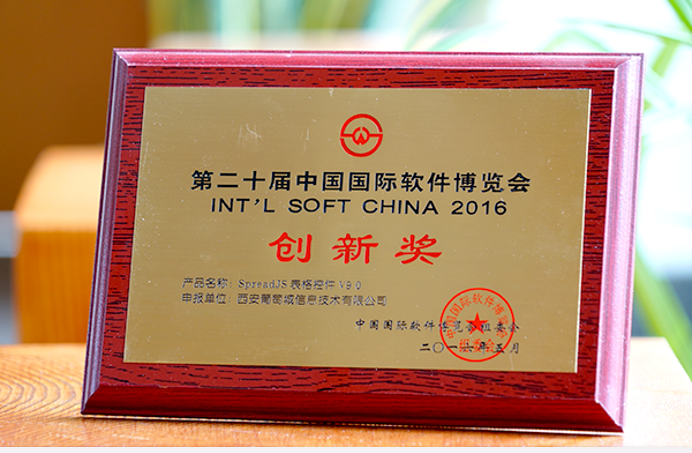 第二十届中国国际软件博览会
INT'L SOFT CHINA 2016
创新奖
产品名称：SpreadJS 表格控件 V9.0
申报单位：西安葡萄城信息技术有限公司
中国国际软件博览会组委会
二〇一六年五月